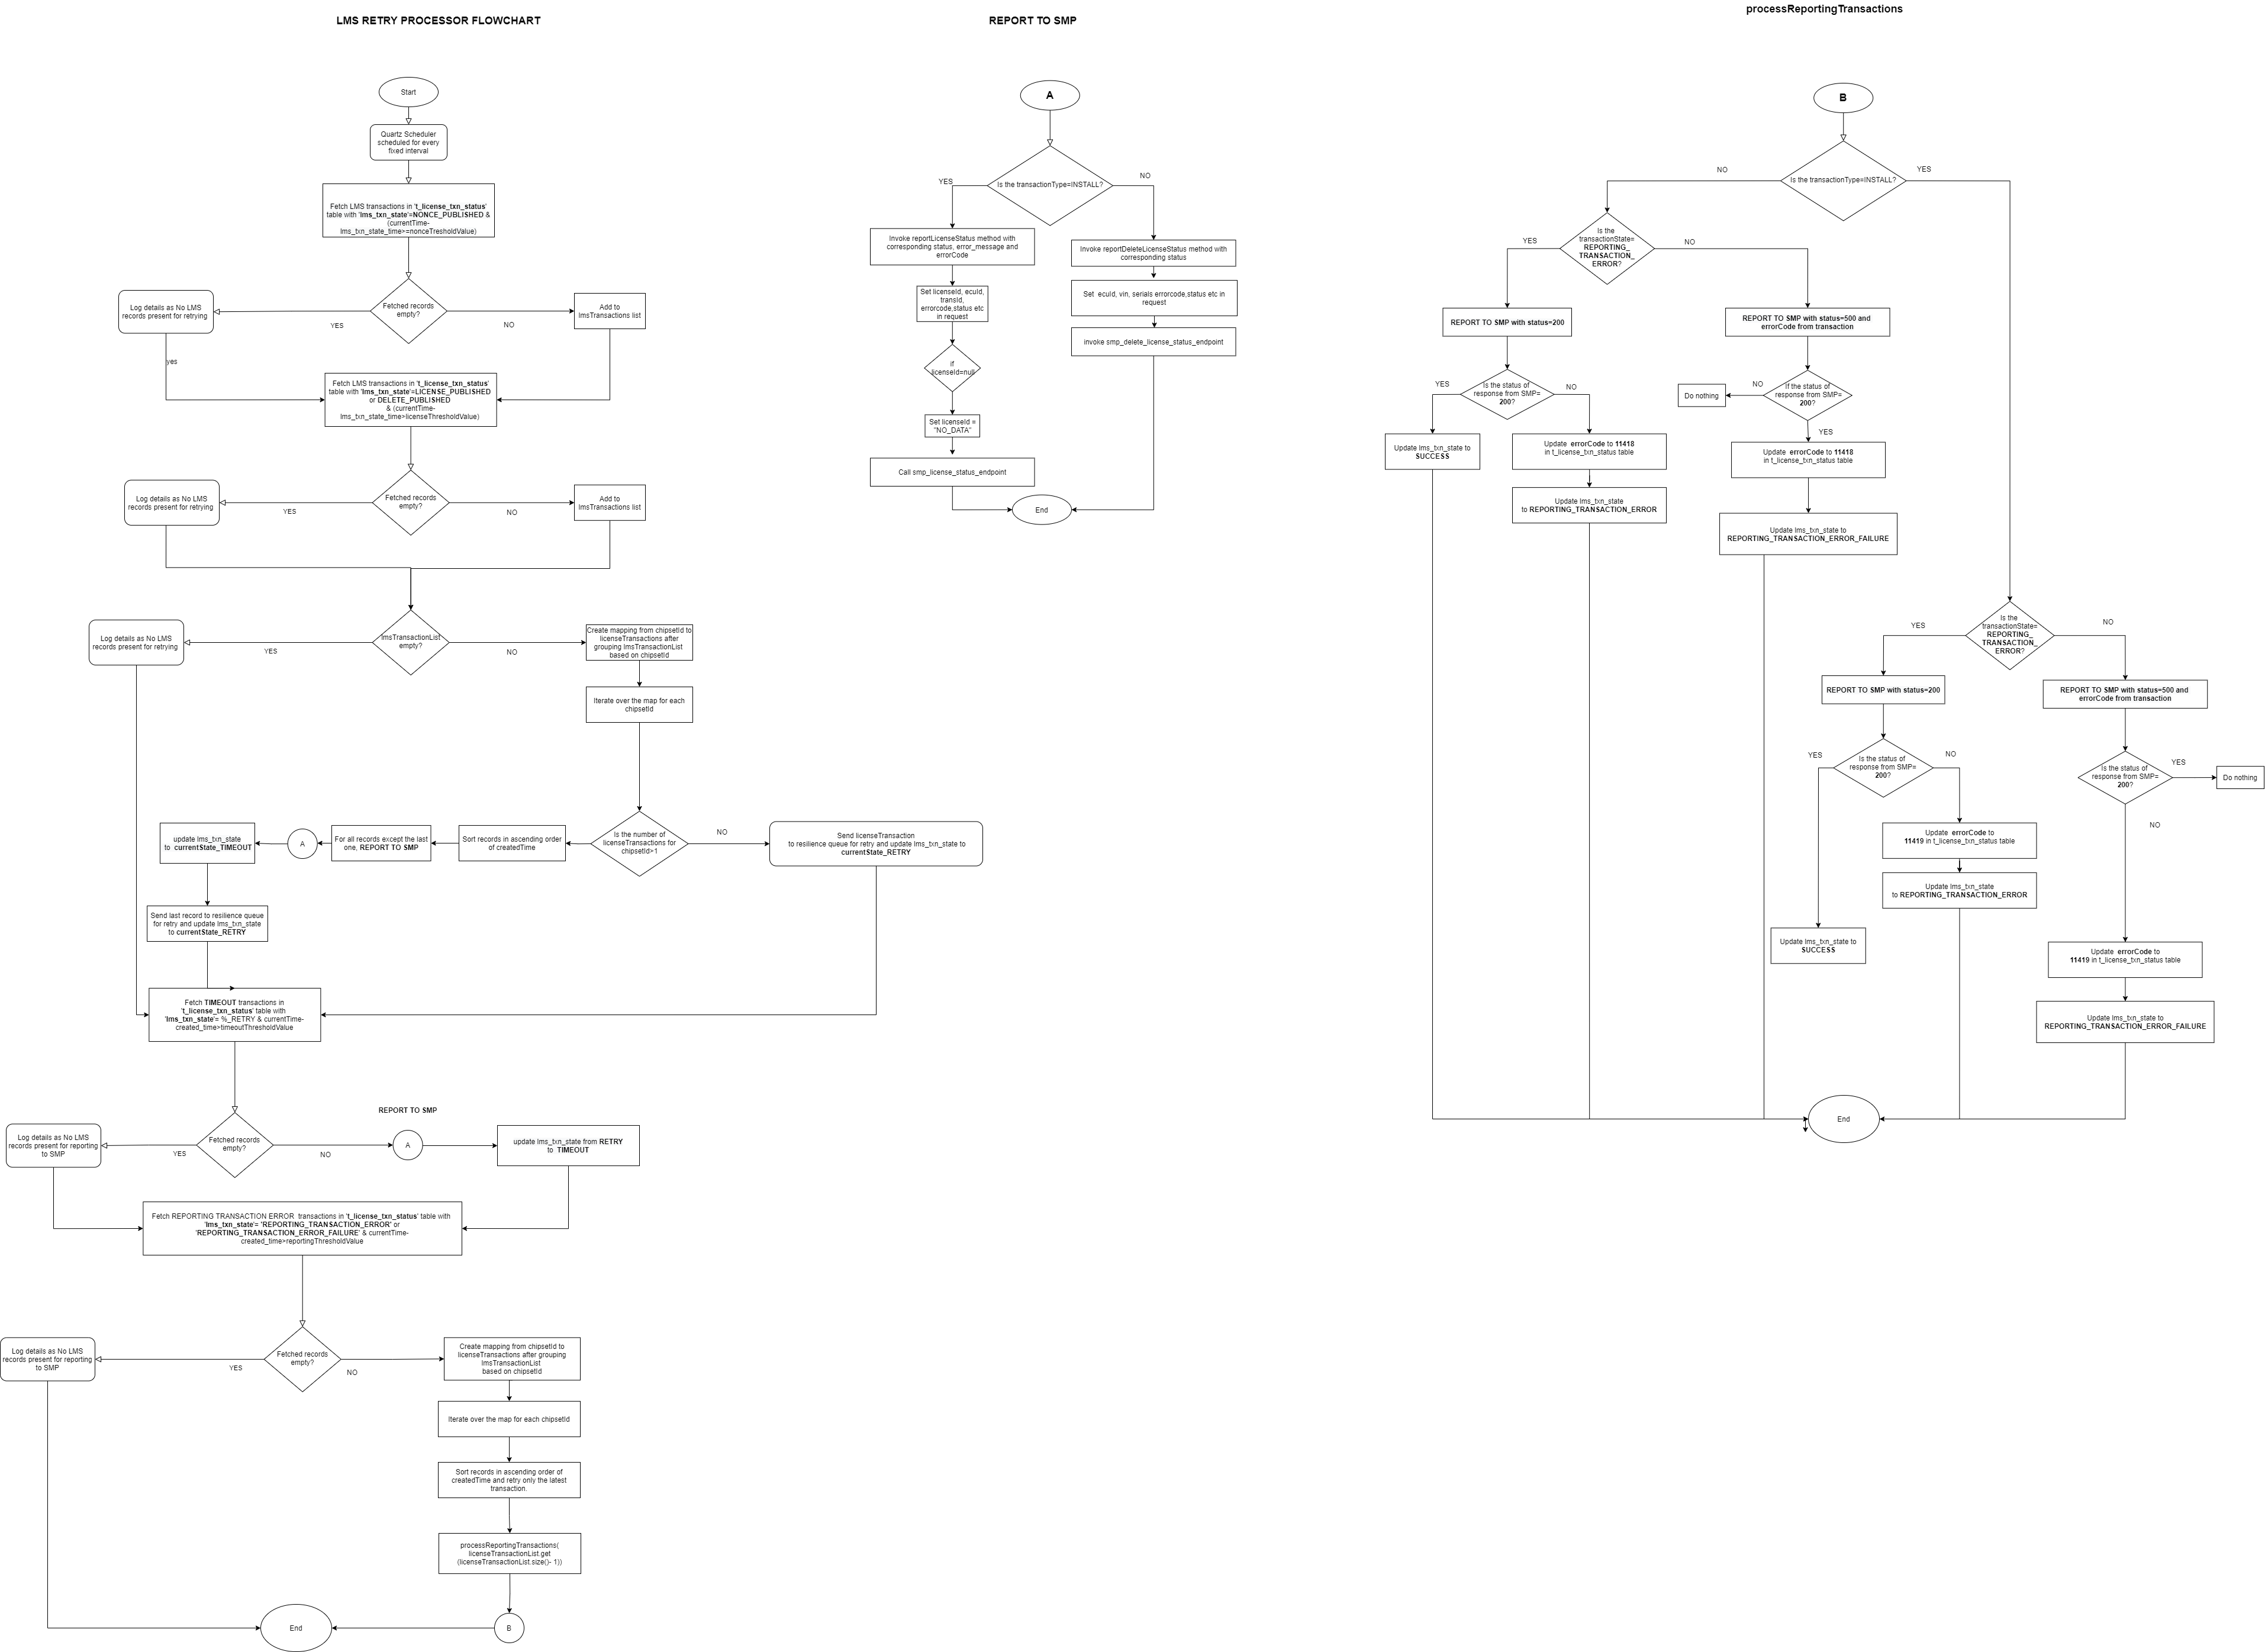 LMS RETRY PROCESSOR FLOWCHART
Start
Quartz Scheduler
scheduled for every
fixed interval
Fetch LMS transactions in 't_license_txn_status'
table with 'lms_txn_state'=NONCE_PUBLISHED &
(currentTime-
lms_txn_state_time>=nonceTresholdValue)
Fetched records
empty?
YES
NO
Log details as No LMS
records present for retrying
yes
Add to
lmsTransactions list
Fetch LMS transactions in 't_license_txn_status'
table with 'lms_txn_state'=LICENSE_PUBLISHED
or DELETE_PUBLISHED
& (currentTime-
lms_txn_state_time>licenseThresholdValue)
Fetched records
empty?
YES
NO
Log details as No LMS
records present for retrying
Add to
lmsTransactions list
lmsTransactionList
empty?
YES
NO
Log details as No LMS
records present for retrying
Create mapping from chipsetId to
licenseTransactions after
grouping lmsTransactionList
based on chipsetId
Iterate over the map for each
chipsetId
Is the number of
licenseTransactions for
chipsetId>1
NO
Send licenseTransaction
to resilience queue for retry and update lms_txn_state to
currentState_RETRY
Sort records in ascending order
of createdTime
For all records except the last
one, REPORT TO SMP
A
update lms_txn_state
to currentState_TIMEOUT
Send last record to resilience queue
for retry and update lms_txn_state
to currentState_RETRY
Fetch TIMEOUT transactions in
't_license_txn_status' table with
'lms_txn_state'= %_RETRY & currentTime-
created_time>timeoutThresholdValue
Fetched records
empty?
YES
NO
Log details as No LMS
records present for reporting
to SMP
REPORT TO SMP
A
update lms_txn_state from RETRY
to TIMEOUT
Fetch REPORTING TRANSACTION ERROR transactions in 't_license_txn_status' table with
'lms_txn_state'= 'REPORTING_TRANSACTION_ERROR' or
'REPORTING_TRANSACTION_ERROR_FAILURE' & currentTime-
created_time>reportingThresholdValue
Fetched records
empty?
YES
NO
Log details as No LMS
records present for reporting
to SMP
Create mapping from chipsetId to
licenseTransactions after grouping
lmsTransactionList
based on chipsetId
Iterate over the map for each chipsetId
Sort records in ascending order of
createdTime and retry only the latest
transaction.
processReportingTransactions(
licenseTransactionList.get
(licenseTransactionList.size()- 1))
B
End
REPORT TO SMP
A
Is the transactionType=INSTALL?
YES
NO
Invoke reportLicenseStatus method with
corresponding status, error_message and
errorCode
Set licenseId, ecuId,
transId,
errorcode,status etc
in request
if
licenseId=null
Set licenseId =
"NO_DATA"
Call smp_license_status_endpoint
Invoke reportDeleteLicenseStatus method with
corresponding status
Set ecuId, vin, serials errorcode,status etc in
request
invoke smp_delete_license_status_endpoint
End
processReportingTransactions
B
Is the transactionType=INSTALL?
NO
YES
Is the
transactionState=
REPORTING_
TRANSACTION_
ERROR?
YES
NO
REPORT TO SMP with status=200
Is the status of
response from SMP=
200?
YES
NO
Update lms_txn_state to
SUCCESS
Update errorCode to 11418
in t_license_txn_status table
Update lms_txn_state
to REPORTING_TRANSACTION_ERROR
REPORT TO SMP with status=500 and
errorCode from transaction
If the status of
response from SMP=
200?
NO
Do nothing
YES
Update errorCode to 11418
in t_license_txn_status table
Update lms_txn_state to
REPORTING_TRANSACTION_ERROR_FAILURE
Is the
transactionState=
REPORTING_
TRANSACTION_
ERROR?
YES
NO
REPORT TO SMP with status=200
Is the status of
response from SMP=
200?
YES
NO
Update lms_txn_state to
SUCCESS
Update errorCode to
11419 in t_license_txn_status table
Update lms_txn_state
to REPORTING_TRANSACTION_ERROR
REPORT TO SMP with status=500 and
errorCode from transaction
Is the status of
response from SMP=
200?
YES
Do nothing
NO
Update errorCode to
11419 in t_license_txn_status table
Update lms_txn_state to
REPORTING_TRANSACTION_ERROR_FAILURE
End